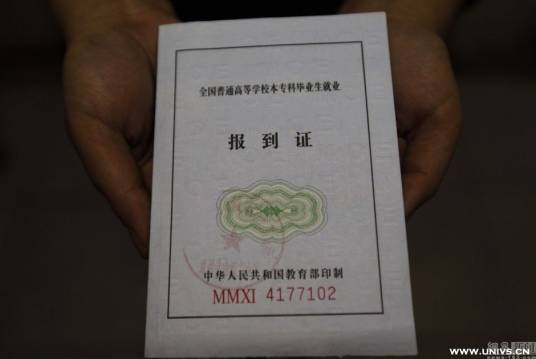 全国普通高等学校本专科毕业生就业
报到证
中华人民共和国教育部印制
MMXI 4177102
www.UNIVS.CN